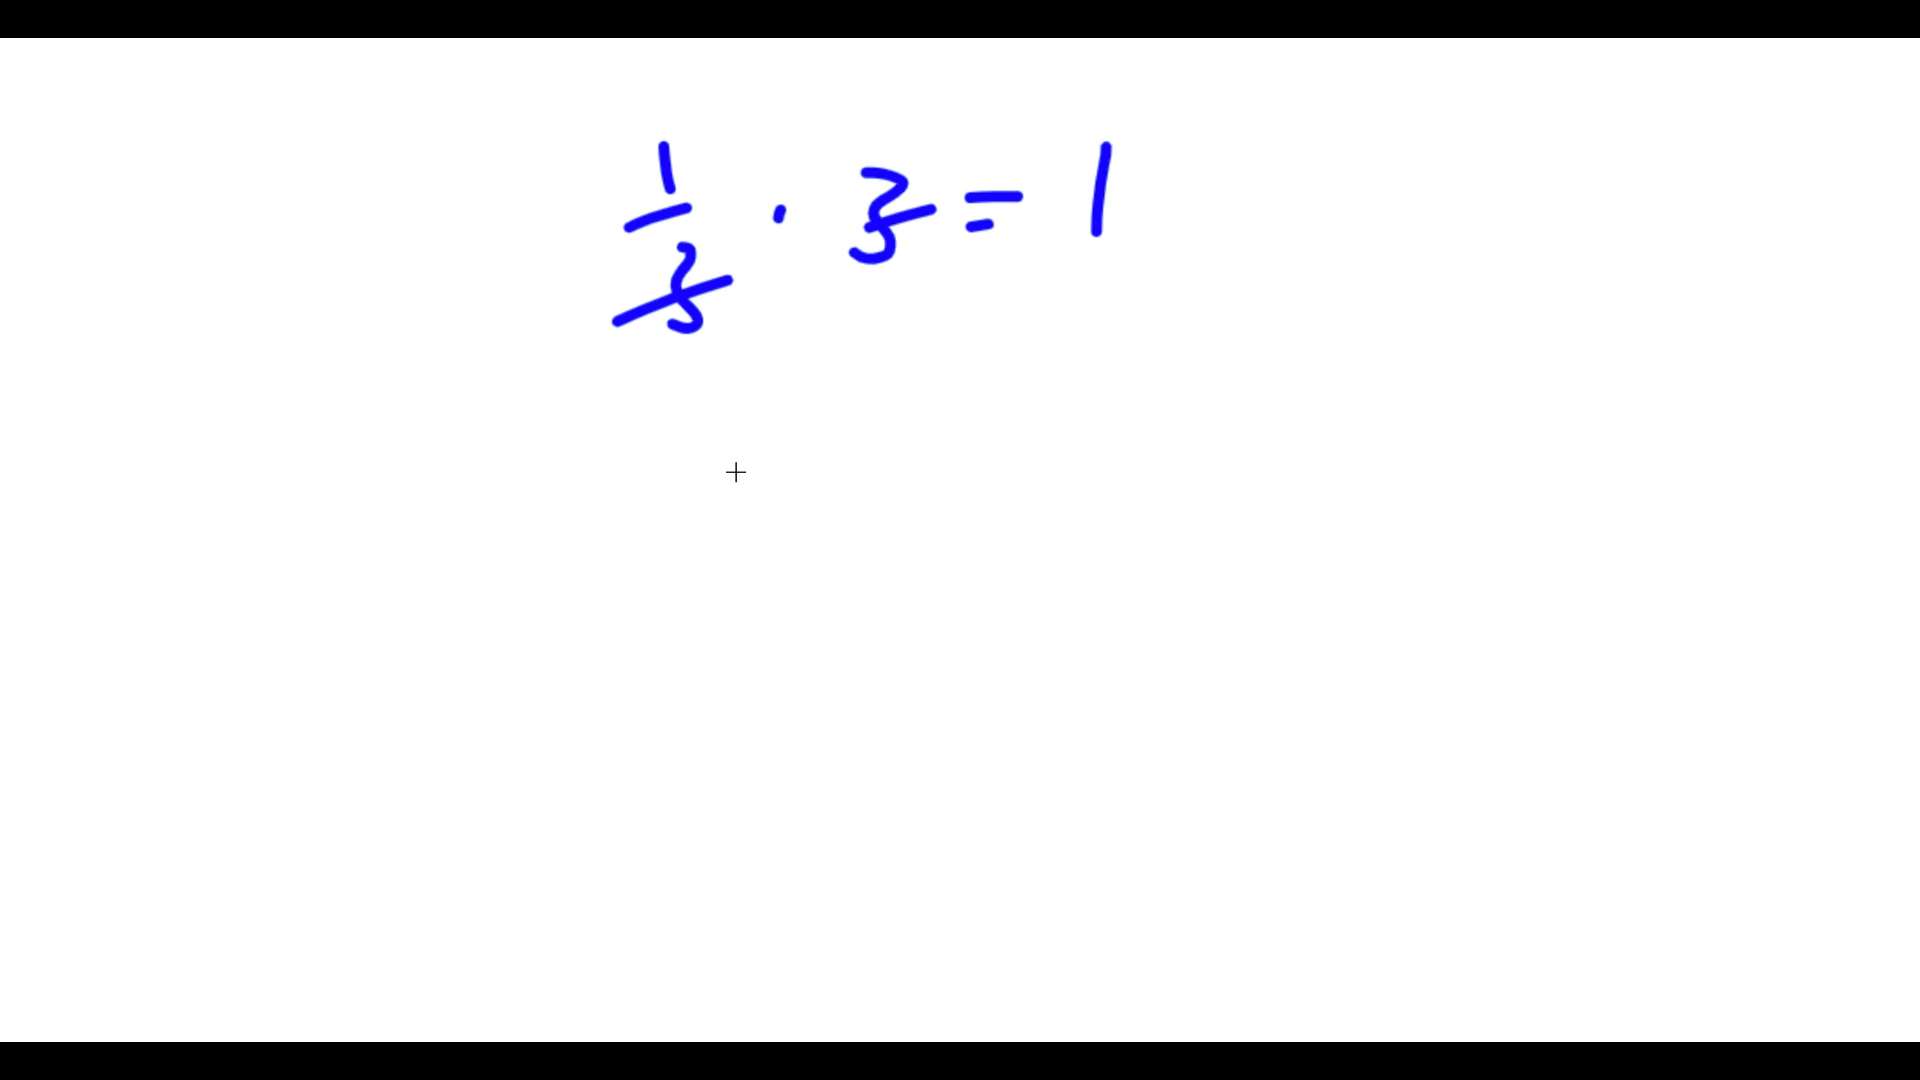 1/3 · 3 = 1